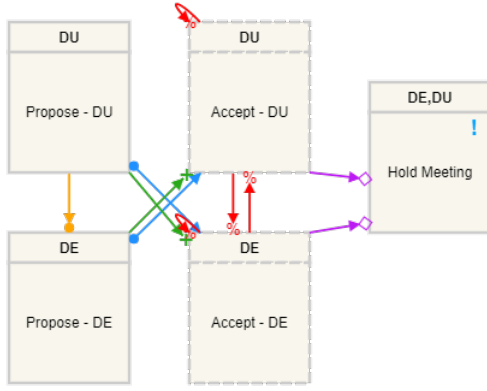 DU
Propose - DU
%
DU
Accept - DU
DE,DU
!
Hold Meeting
+
%
%
%
+
DE
Propose - DE
DE
Accept - DE